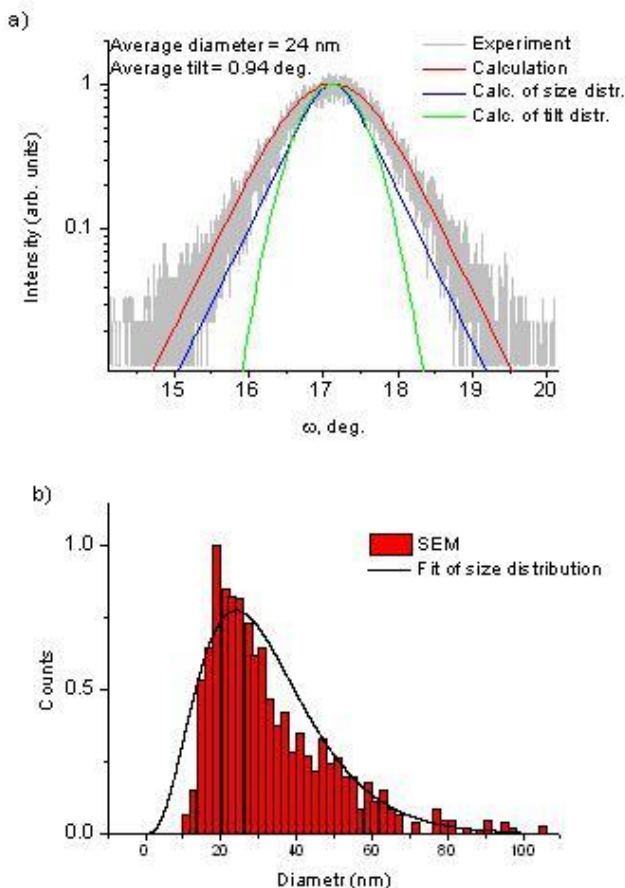 a)
Average diameter = 24 nm
Average tilt = 0.94 deg.
Experiment
Calculation
Calc. of size distr.
Calc. of tilt distr.
1
0.1
Intensity (arb. units)
15 16 17 18 19 20
ω, deg.
b)
SEM
Fit of size distribution
1.0
0.5
0.0
Counts
0 20 40 60 80 100
Diametr (nm)